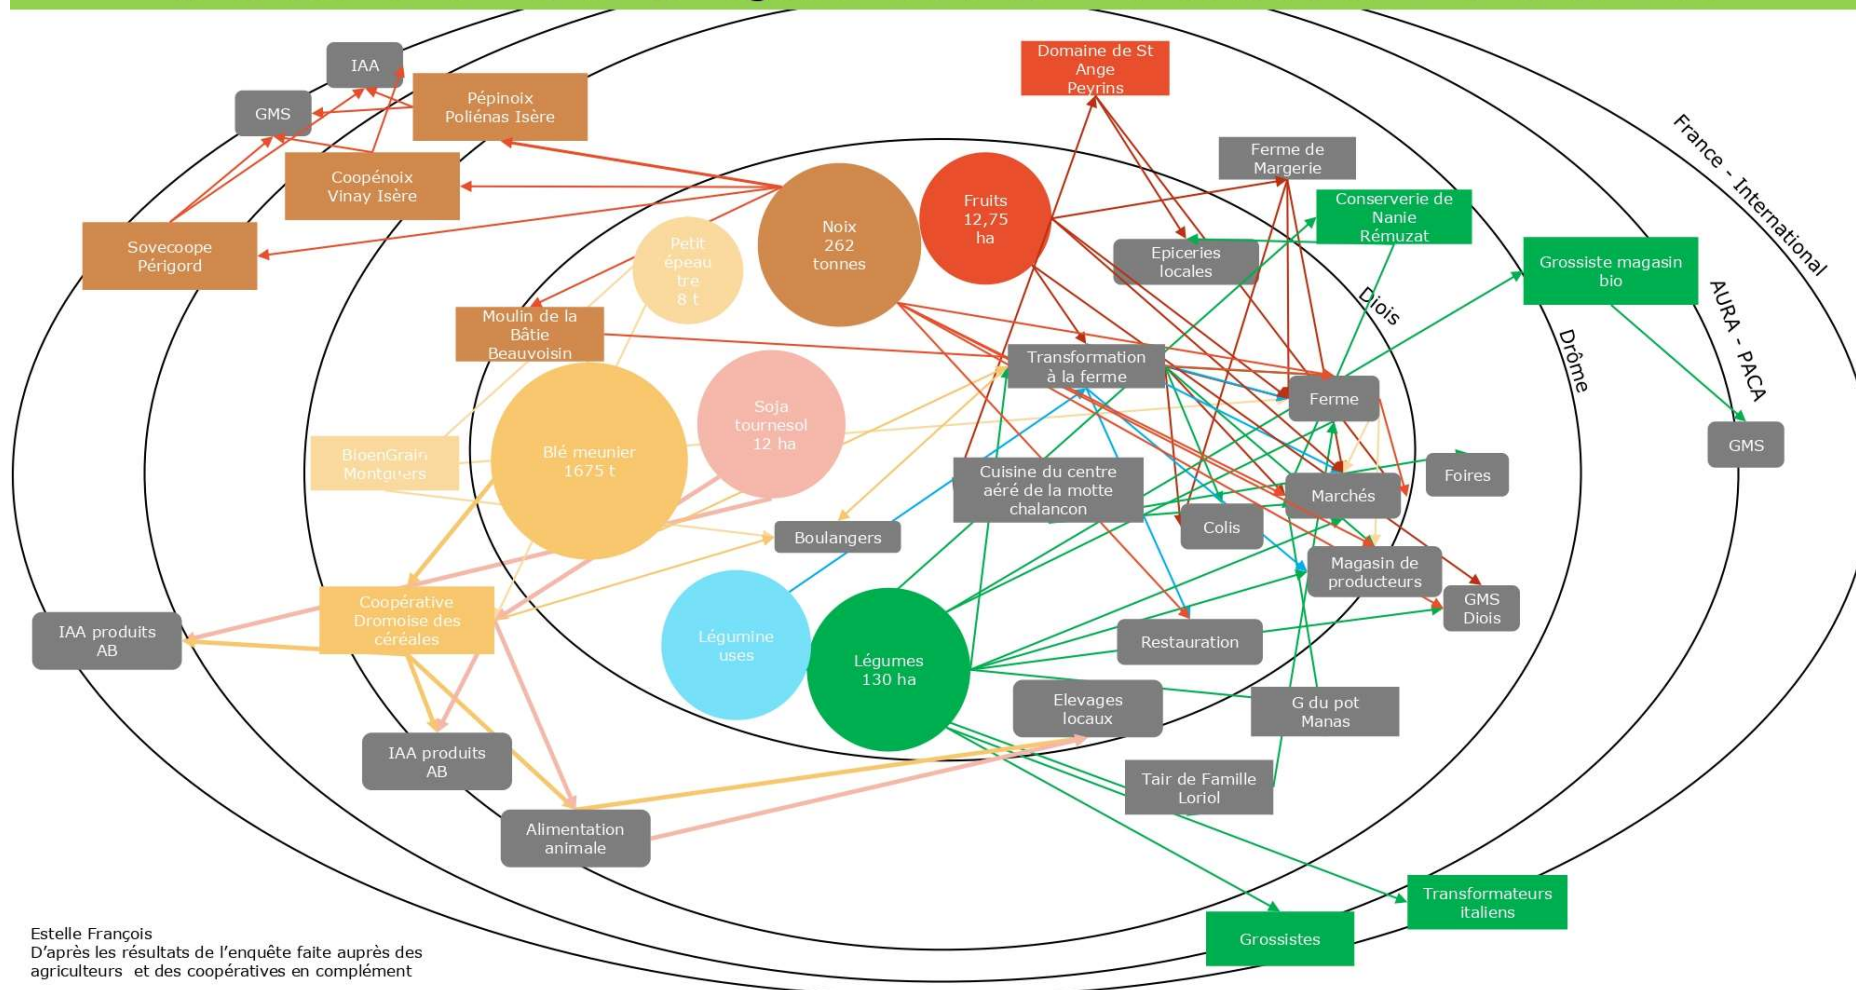 IAA
GMS
Pépinoix
Poliénas Isère
Coopénoix
Vinay Isère
Sovecoope
Périgord
Domaine de St
Ange
Peyrins
Ferme de
Margerie
Conserverie de
Nanie
Rémuzat
Epiceries
locales
Grossiste magasin
bio
France - International
AURA - PACA
Drôme
Diois
Noix
262
tonnes
Fruits
12,75
ha
Petit
épeau
tre
8 t
Moulin de la
Bâtie
Beauvoisin
Transformation
à la ferme
Ferme
Soja
tournesol
12 ha
Blé meunier
1675 t
BioenGrain
Montguers
GMS
Cuisine du centre
aéré de la motte
chalancon
Marchés
Foires
Colis
Boulangers
Magasin de
producteurs
GMS
Diois
Coopérative
Dromoise des
céréales
IAA produits
AB
Légumine
uses
Légumes
130 ha
Restauration
Elevages
locaux
G du pot
Manas
IAA produits
AB
Tair de Famille
Loriol
Alimentation
animale
Transformateurs
italiens
Grossistes
Estelle François
D'après les résultats de l'enquête faite auprès des
agriculteurs et des coopératives en complément